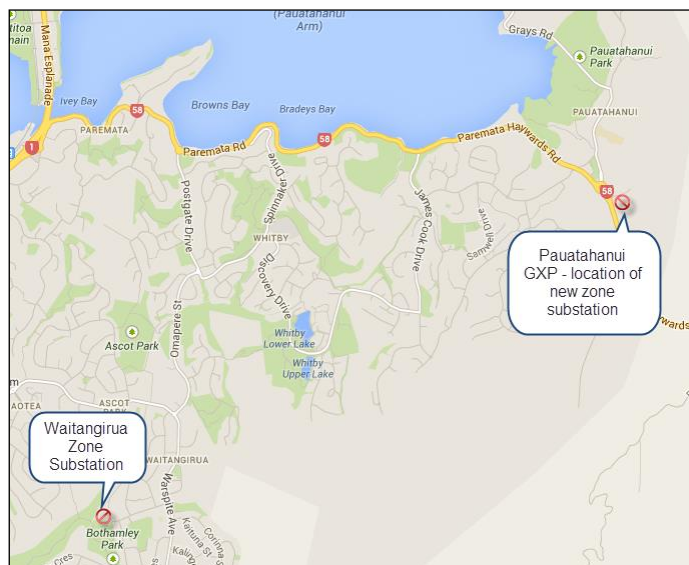 (Pauatahanui
Arm)
Grays Rd
Pauatahanui
Park
Mana Esplanade
Ivey Bay
Browns Bay
Bradeys Bay
58
PAREMATA
58
PAUATAHANUI
Paremata Rd
Paremata Haywards Rd
1
58
Postgate Drive
Spinnaker Drive
James Cook Drive
Samwell Drive
WHITBY
Discovery Drive
Pauatahanui
GXP - location of
new zone
substation
Omapere St
Ascot Park
Whitby
Lower Lake
Whitby
Upper Lake
AOTEA
ASCOT
PARK
Waitangirua
Zone
Substation
WAITANGIRUA
Warspite Ave
Bothamley
Park
Kaituna St